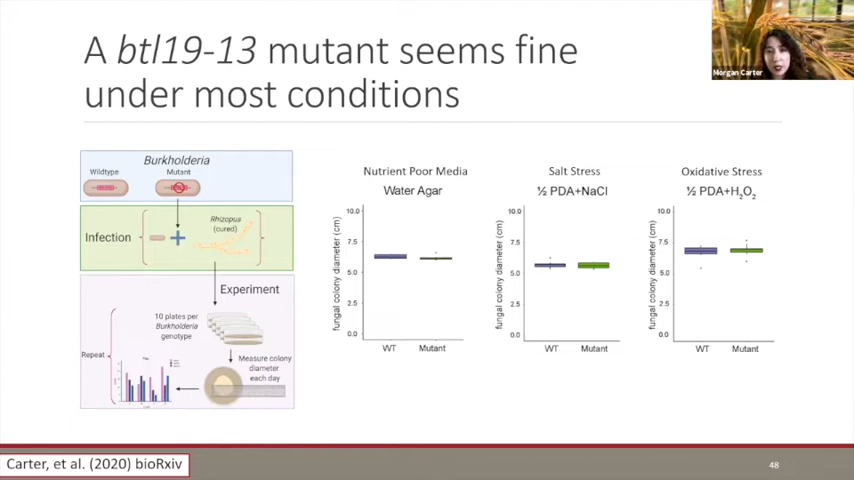 A btl19-13 mutant seems fine
under most conditions
Morgan Carter
Burkholderia
Wildtype
Mutant
Infection
Rhizopus
(cured)
Experiment
10 plates per
Burkholderia
genotype
Repeat
Measure colony
diameter
each day
Nutrient Poor Media
Water Agar
fungal colony diameter (cm)
10.0
7.5
5.0
2.5
0.0
WT
Mutant
Salt Stress
½ PDA+NaCl
fungal colony diameter (cm)
10.0
7.5
5.0
2.5
0.0
WT
Mutant
Oxidative Stress
½ PDA+H₂O₂
fungal colony diameter (cm)
10.0
7.5
5.0
2.5
0.0
WT
Mutant
Carter, et al. (2020) bioRxiv
48